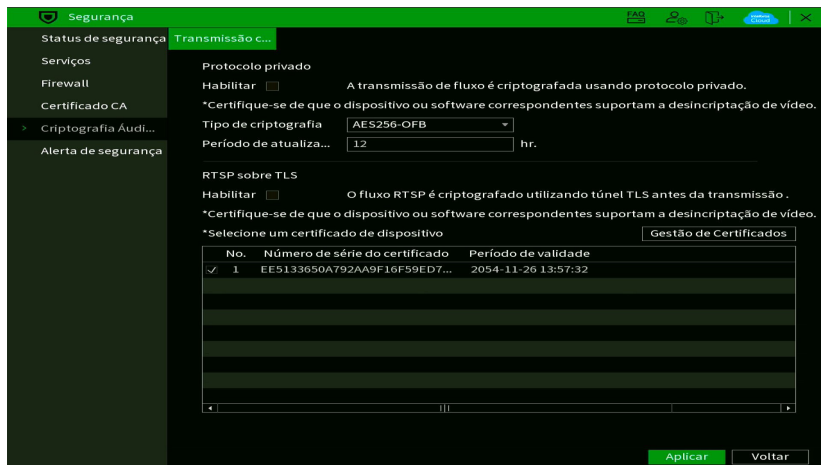 Segurança
FAQ
intelbras Cloud
Status de segurança
Transmissão c...
Serviços
Firewall
Certificado CA
Criptografia Áudi...
Alerta de segurança
Protocolo privado
Habilitar A transmissão de fluxo é criptografada usando protocolo privado.
*Certifique-se de que o dispositivo ou software correspondentes suportam a desincriptação de vídeo.
Tipo de criptografia AES256-OFB
Período de atualiza... 12 hr.
RTSP sobre TLS
Habilitar O fluxo RTSP é criptografado utilizando túnel TLS antes da transmissão .
*Certifique-se de que o dispositivo ou software correspondentes suportam a desincriptação de vídeo.
*Selecione um certificado de dispositivo Gestão de Certificados
No. Número de série do certificado Período de validade
1 EE5133650A792AA9F16F59ED7... 2054-11-26 13:57:32
Aplicar Voltar